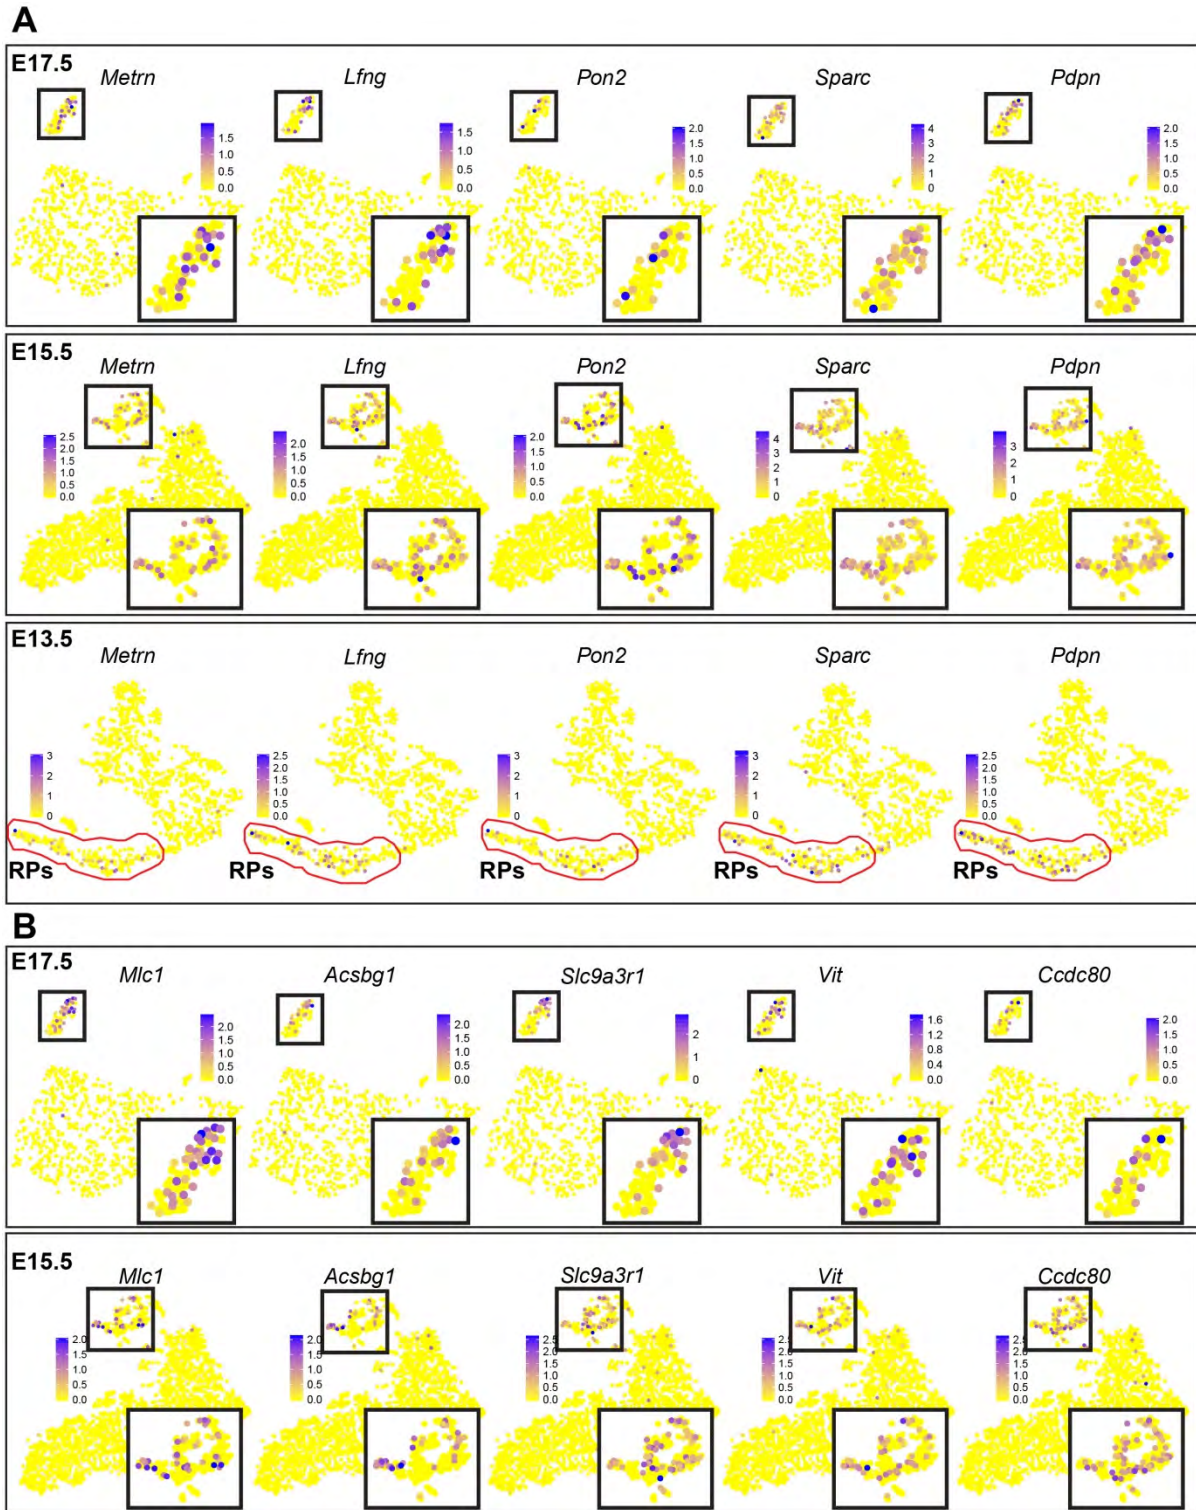 A
E17.5
Metrn Lfng Pon2 Sparc Pdpn
1.5 1.0 0.5 0.0
1.5 1.0 0.5 0.0
2.0 1.5 1.0 0.5 0.0
4 3 2 1 0
2.0 1.5 1.0 0.5 0.0
E15.5
Metrn Lfng Pon2 Sparc Pdpn
2.5 2.0 1.5 1.0 0.5 0.0
2.0 1.5 1.0 0.5 0.0
2.0 1.5 1.0 0.5 0.0
4 3 2 1 0
3 2 1 0
E13.5
Metrn Lfng Pon2 Sparc Pdpn
3 2 1 0
2.5 2.0 1.5 1.0 0.5 0.0
3 2 1 0
3 2 1 0
2.5 2.0 1.5 1.0 0.5 0.0
RPs RPs RPs RPs RPs
B
E17.5
Mlc1 Acsbg1 Slc9a3r1 Vit Ccdc80
2.0 1.5 1.0 0.5 0.0
2.0 1.5 1.0 0.5 0.0
2 1 0
1.6 1.2 0.8 0.4 0.0
2.0 1.5 1.0 0.5 0.0
E15.5
Mlc1 Acsbg1 Slc9a3r1 Vit Ccdc80
2.0 1.5 1.0 0.5 0.0
2.0 1.5 1.0 0.5 0.0
2.5 2.0 1.5 1.0 0.5 0.0
2.5 2.0 1.5 1.0 0.5 0.0
2.5 2.0 1.5 1.0 0.5 0.0